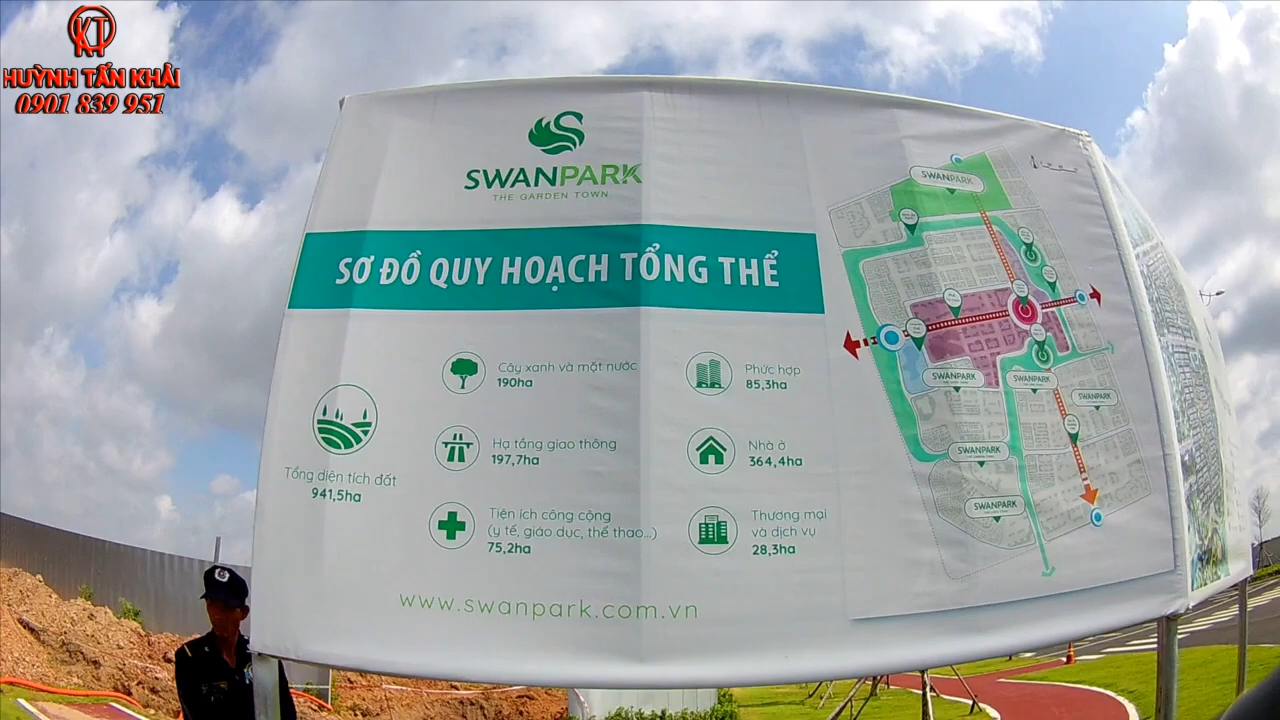 KT
HUỲNH TẤN KHẢI
0901 839 951
SWANPARK
THE GARDEN TOWN
SƠ ĐỒ QUY HOẠCH TỔNG THỂ
Tổng diện tích đất
941,5ha
Cây xanh và mặt nước
190ha
Hạ tầng giao thông
197,7ha
Tiện ích công cộng
(y tế, giáo dục, thể thao...)
75,2ha
Phức hợp
85,3ha
Nhà ở
364,4ha
Thương mại
và dịch vụ
28,3ha
www.swanpark.com.vn
SWANPARK
SWANPARK
SWANPARK
SWANPARK
SWANPARK
SWANPARK